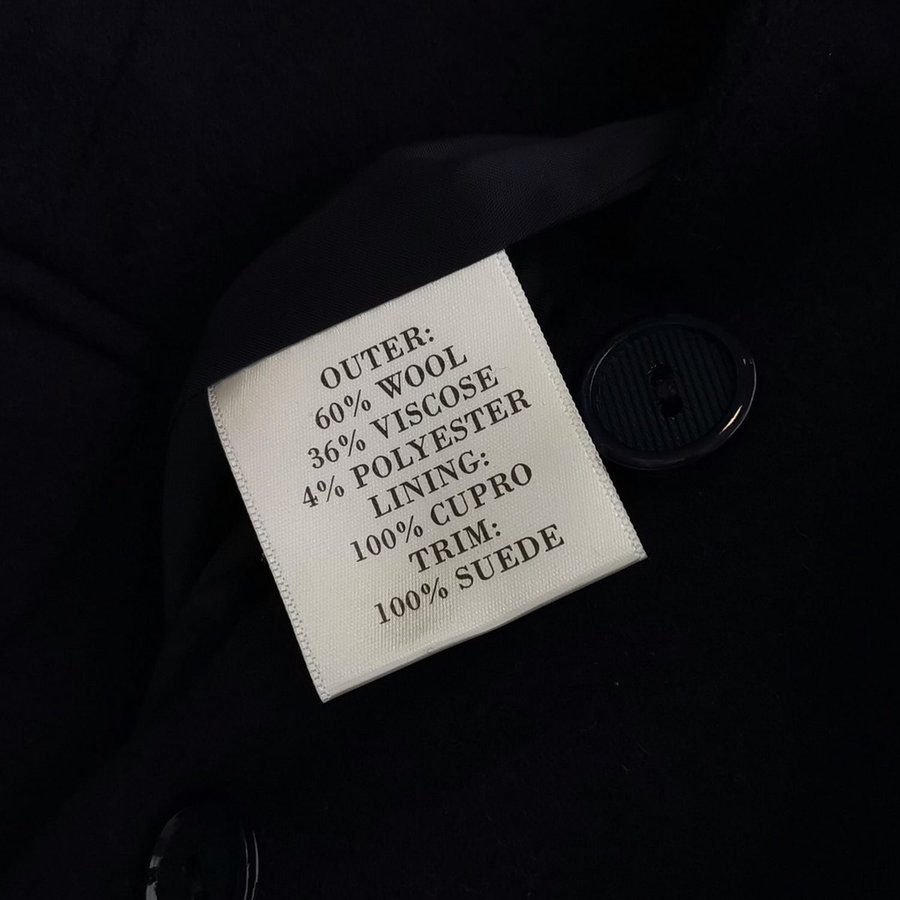 OUTER:
60% WOOL
36% VISCOSE
4% POLYESTER
LINING:
100% CUPRO
TRIM:
100% SUEDE